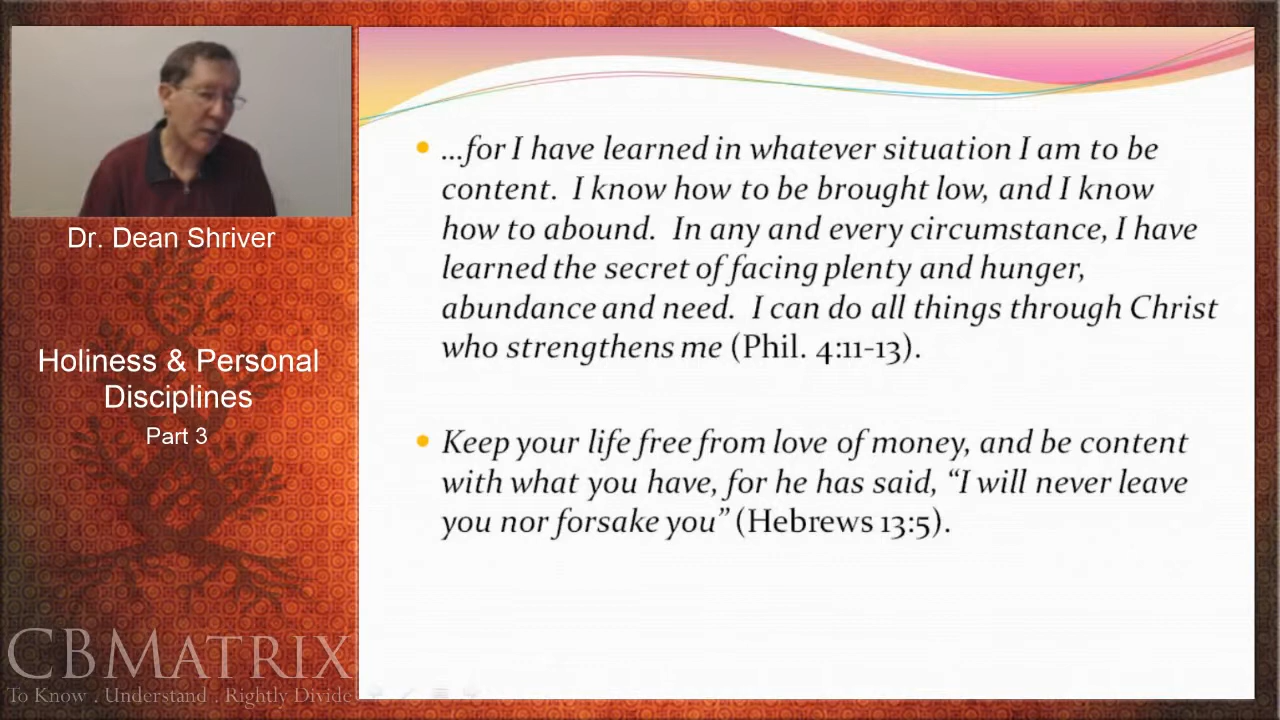 Dr. Dean Shriver
Holiness & Personal
Disciplines
Part 3
CBMATRIX
To Know . Understand . Rightly Divide
• ...for I have learned in whatever situation I am to be
content. I know how to be brought low, and I know
how to abound. In any and every circumstance, I have
learned the secret of facing plenty and hunger,
abundance and need. I can do all things through Christ
who strengthens me (Phil. 4:11-13).
• Keep your life free from love of money, and be content
with what you have, for he has said, “I will never leave
you nor forsake you” (Hebrews 13:5).